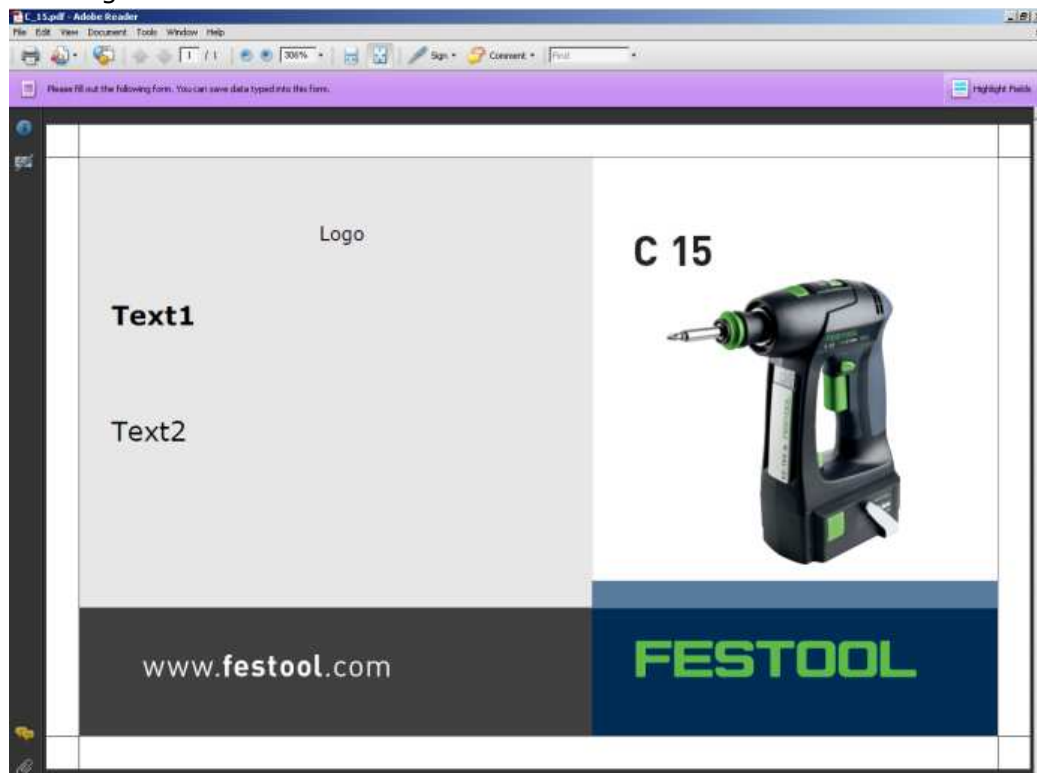 C_15.pdf - Adobe Reader
File Edit View Document Tools Window Help
1 / 1 306% Sign Comment Find
Please fill out the following form. You can save data typed into this form.
Highlight Fields
Logo
Text1
Text2
C 15
www.festool.com
FESTOOL